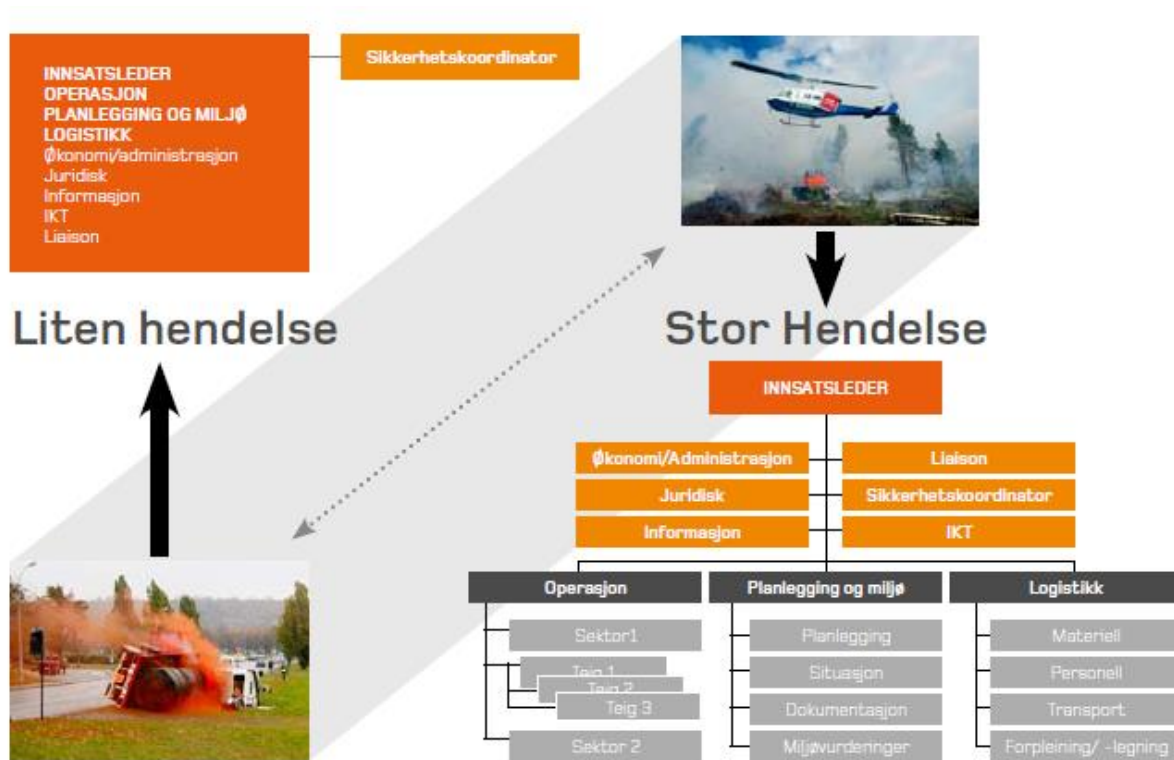 INNSATSLEDER
OPERASJON
PLANLEGGING OG MILJØ
LOGISTIKK
Økonomi/administrasjon
Juridisk
Informasjon
IKT
Liaison
Sikkerhetskoordinator
Liten hendelse
Stor Hendelse
INNSATSLEDER
Økonomi/Administrasjon
Liaison
Juridisk
Sikkerhetskoordinator
Informasjon
IKT
Operasjon
Sektor1
Teig 1
Teig 2
Teig 3
Sektor 2
Planlegging og miljø
Planlegging
Situasjon
Dokumentasjon
Miljøvurderinger
Logistikk
Materiell
Personell
Transport
Forpleining/ -legning